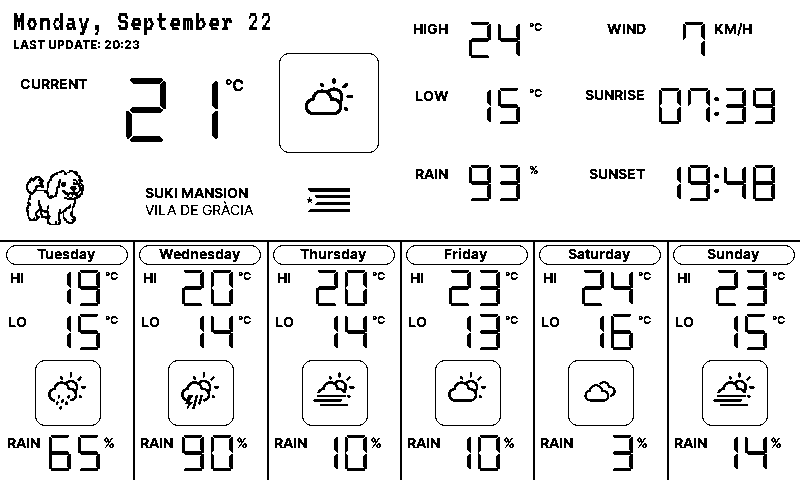 Monday, September 22
LAST UPDATE: 20:23
CURRENT 21 °C
HIGH 24 °C
LOW 15 °C
RAIN 93 %
WIND 7 KM/H
SUNRISE 07:39
SUNSET 19:48
SUKI MANSION
VILA DE GRÀCIA
Tuesday
HI 19 °C
LO 15 °C
RAIN 65 %
Wednesday
HI 20 °C
LO 14 °C
RAIN 90 %
Thursday
HI 20 °C
LO 14 °C
RAIN 10 %
Friday
HI 23 °C
LO 13 °C
RAIN 10 %
Saturday
HI 24 °C
LO 16 °C
RAIN 3 %
Sunday
HI 23 °C
LO 15 °C
RAIN 14 %